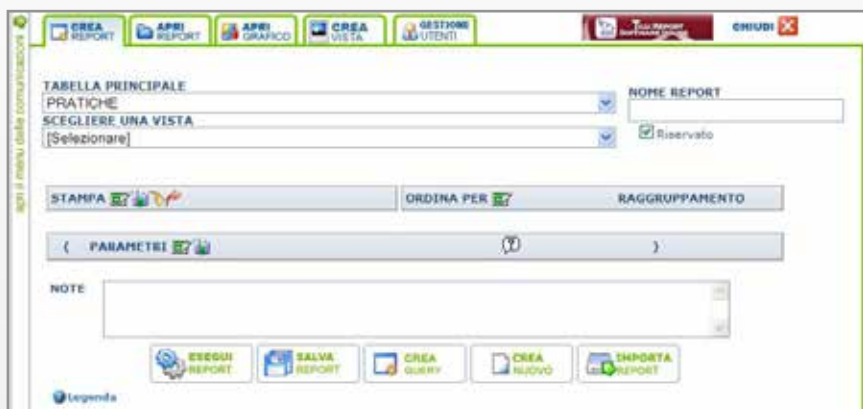 apri il menu delle comunicazioni
CREA REPORT
APRI REPORT
APRI GRAFICO
CREA VISTA
GESTIONE UTENTI
CHIUDI
TABELLA PRINCIPALE
PRATICHE
NOME REPORT
SCEGLIERE UNA VISTA
[Selezionare]
Riservato
STAMPA
ORDINA PER
RAGGRUPPAMENTO
( PARAMETRI )
NOTE
ESEGUI REPORT
SALVA REPORT
CREA QUERY
CREA NUOVO
IMPORTA REPORT
Legenda